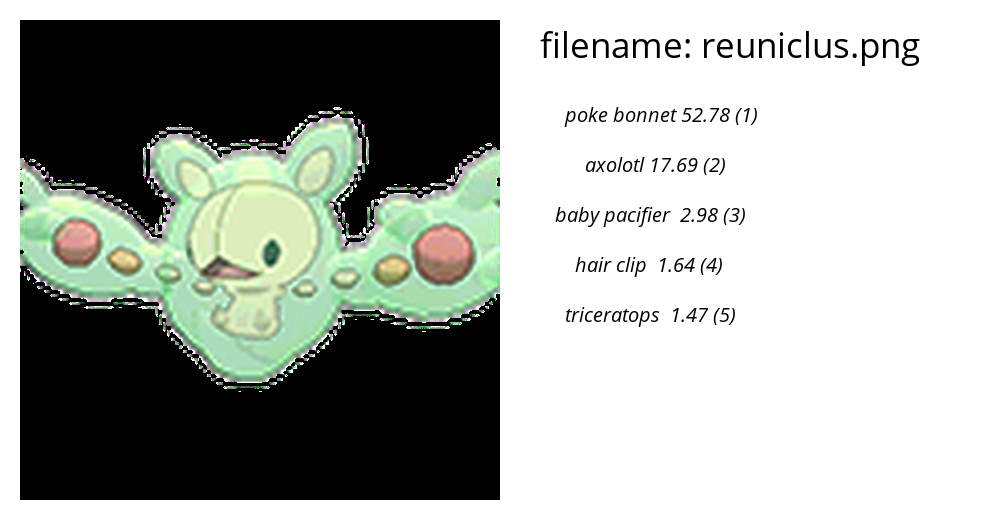 filename: reuniclus.png
poke bonnet 52.78 (1)
axolotl 17.69 (2)
baby pacifier 2.98 (3)
hair clip 1.64 (4)
triceratops 1.47 (5)